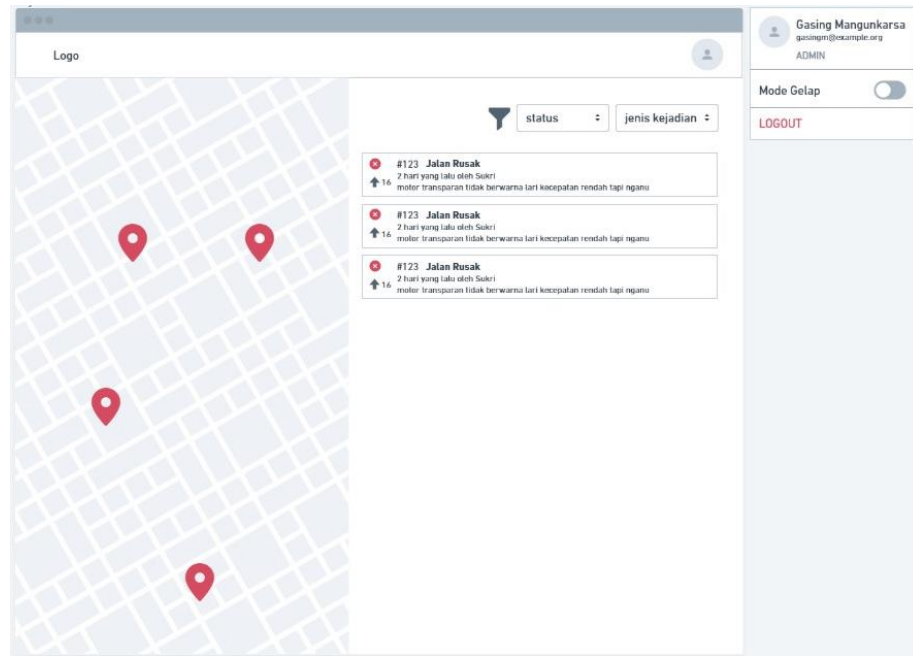 Logo
status
jenis kejadian
#123 Jalan Rusak
2 hari yang lalu oleh Sukri
16
motor transparan tidak berwarna lari kecepatan rendah tapi nganu
#123 Jalan Rusak
2 hari yang lalu oleh Sukri
16
motor transparan tidak berwarna lari kecepatan rendah tapi nganu
#123 Jalan Rusak
2 hari yang lalu oleh Sukri
16
motor transparan tidak berwarna lari kecepatan rendah tapi nganu
Gasing Mangunkarsa
gasingm@example.org
ADMIN
Mode Gelap
LOGOUT